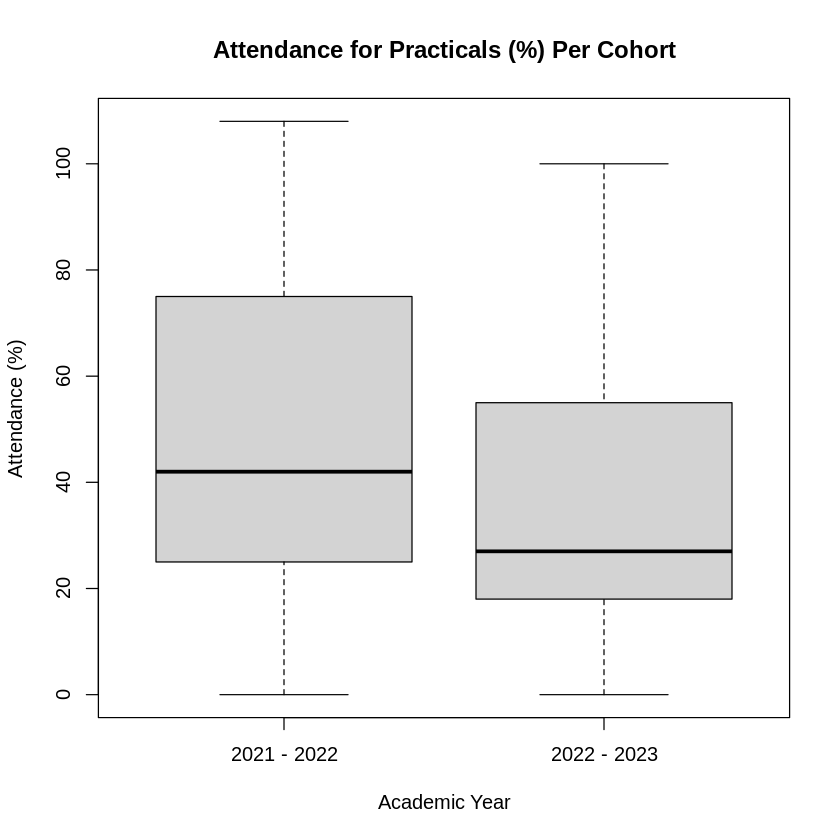 Attendance for Practicals (%) Per Cohort
Attendance (%)
100
80
60
40
20
0
2021 - 2022
2022 - 2023
Academic Year